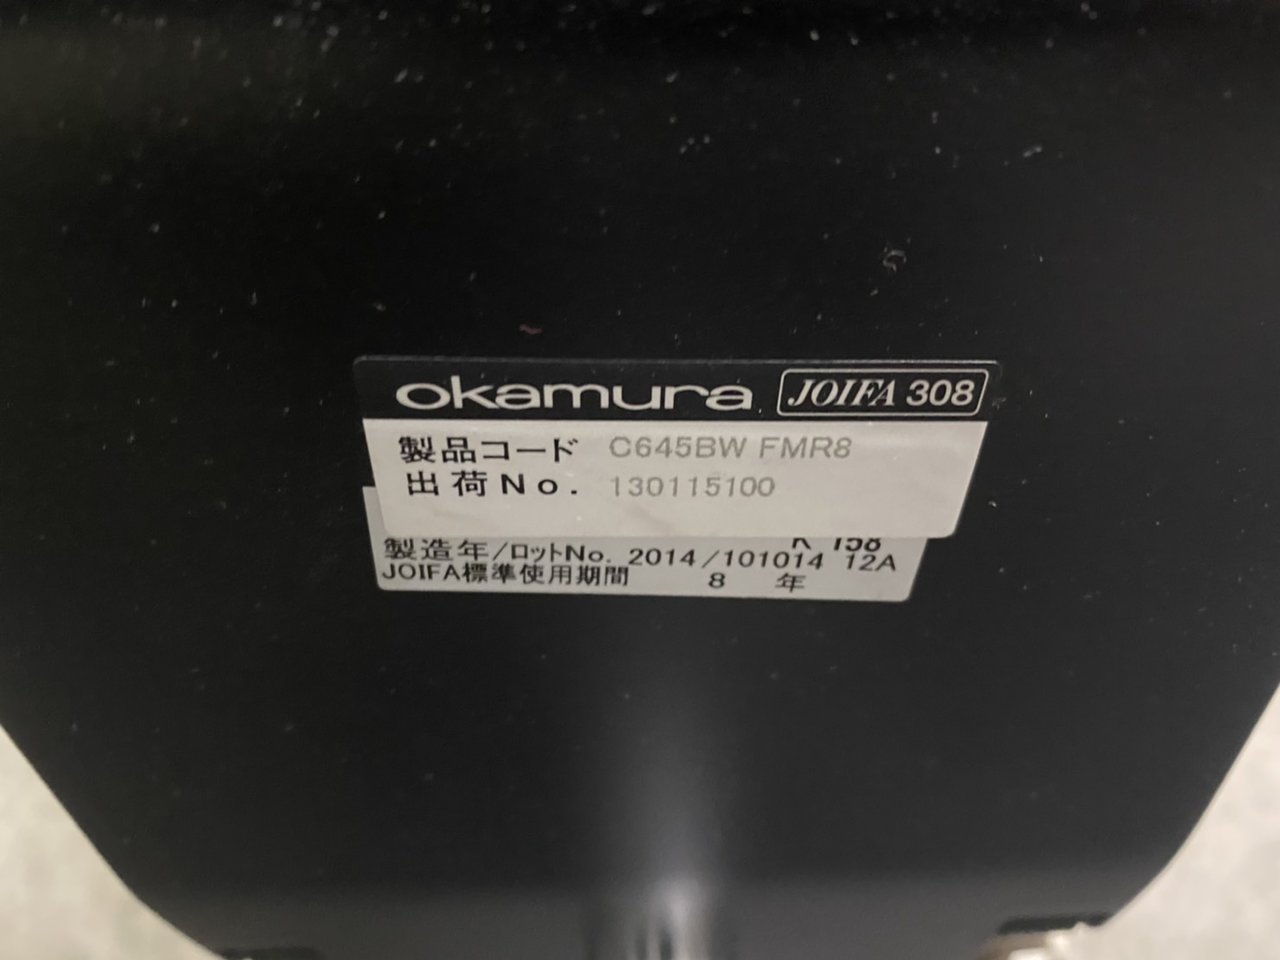 okamura JOIFA 308
製品コード C645BW FMR8
出荷No. 130115100
製造年/ロットNo. 2014/101014 12A
JOIFA標準使用期間 8 年